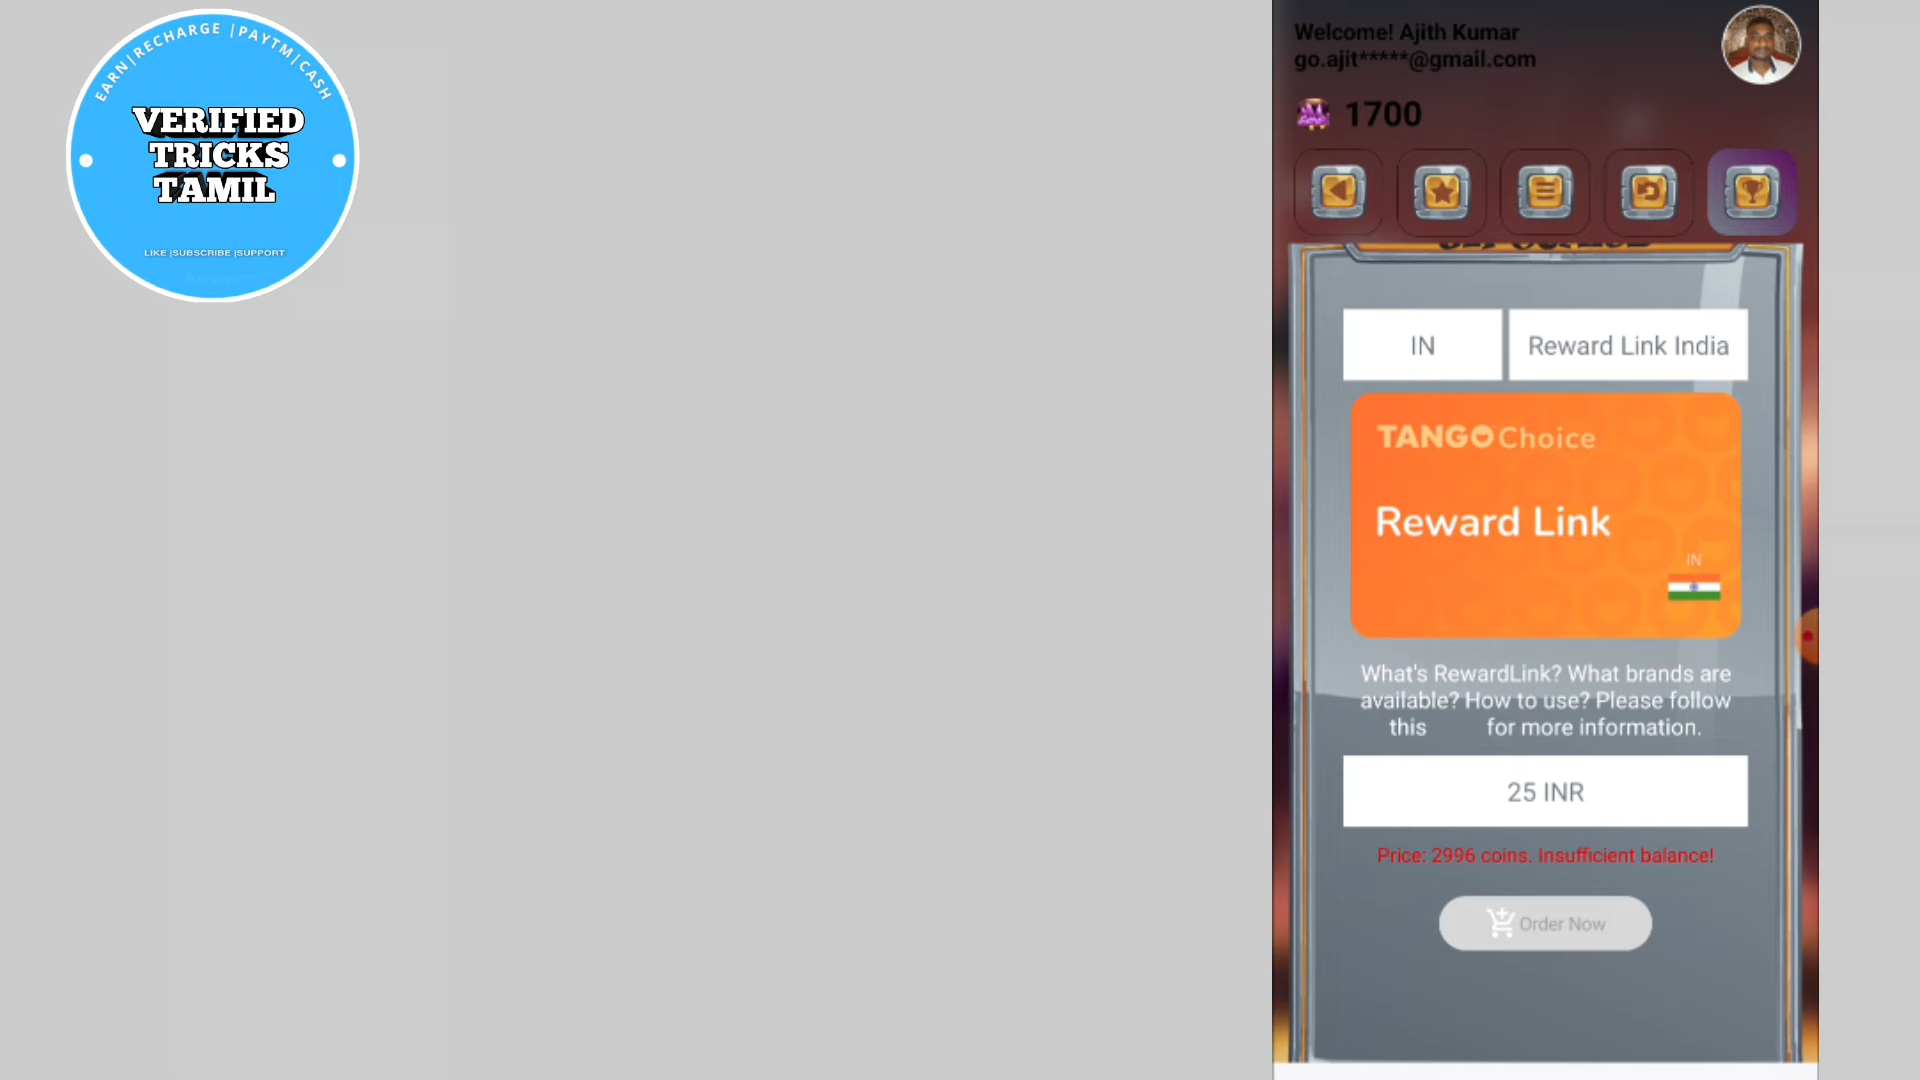 EARN|RECHARGE |PAYTM|CASH
VERIFIED
TRICKS
TAMIL
LIKE |SUBSCRIBE |SUPPORT
Welcome! Ajith Kumar
go.ajit*****@gmail.com
1700
IN
Reward Link India
TANGO Choice
Reward Link
IN
What's RewardLink? What brands are
available? How to use? Please follow
this for more information.
25 INR
Price: 2996 coins. Insufficient balance!
Order Now